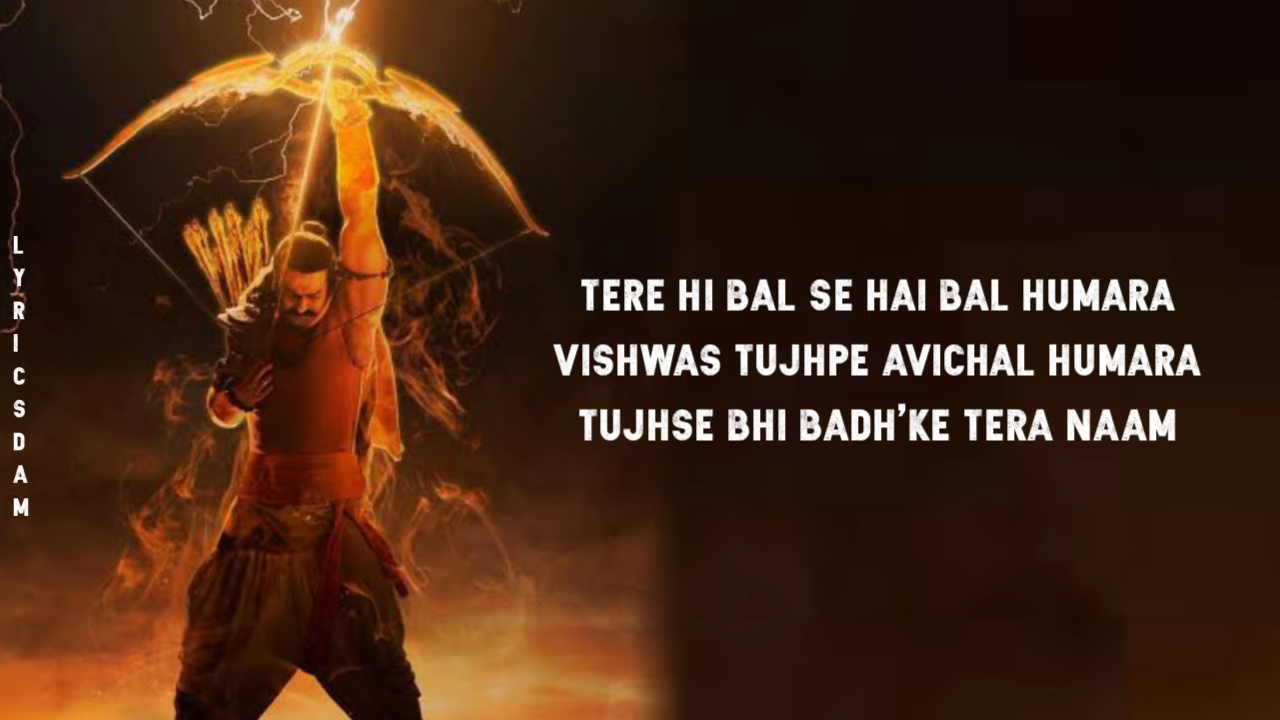 LYRICSDAM
TERE HI BAL SE HAI BAL HUMARA
VISHWAS TUJHPE AVICHAL HUMARA
TUJHSE BHI BADH'KE TERA NAAM